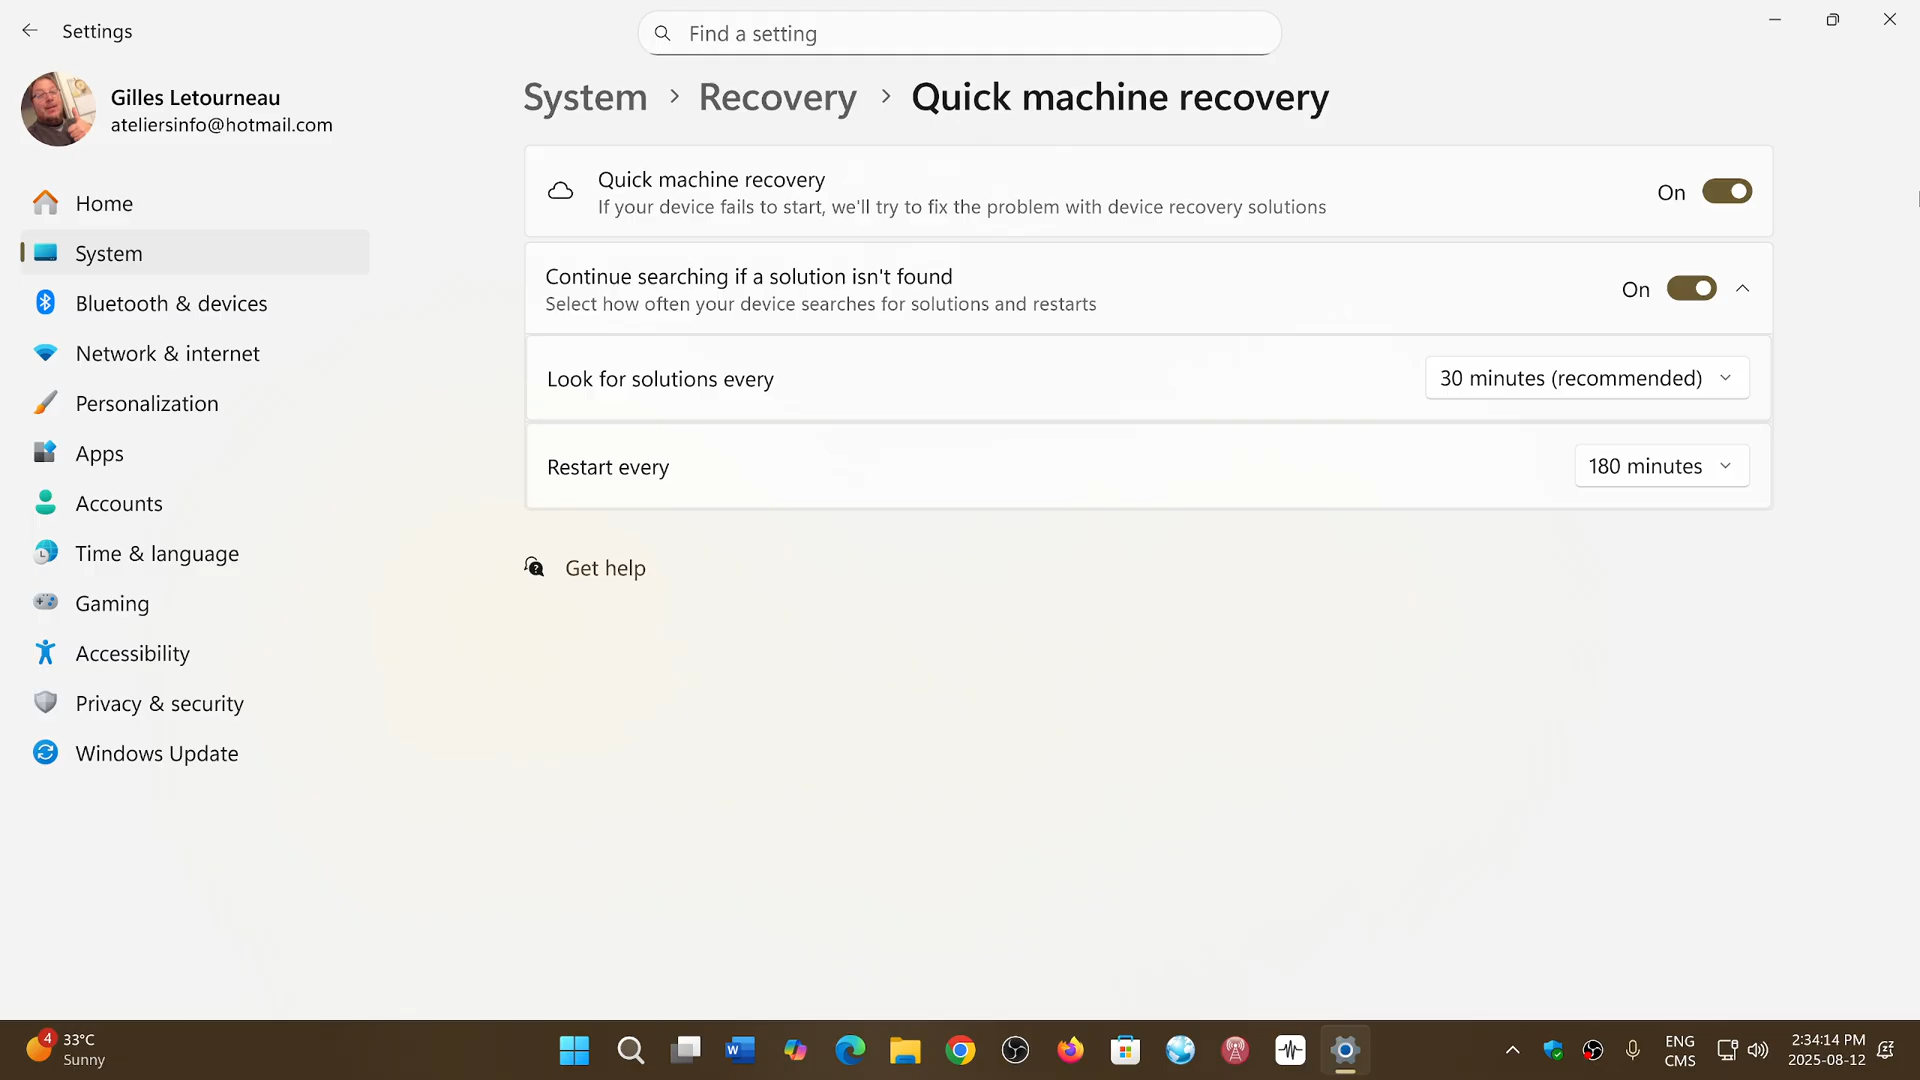 Settings
Find a setting
Gilles Letourneau
ateliersinfo@hotmail.com
Home
System
Bluetooth & devices
Network & internet
Personalization
Apps
Accounts
Time & language
Gaming
Accessibility
Privacy & security
Windows Update
System > Recovery > Quick machine recovery
Quick machine recovery
If your device fails to start, we'll try to fix the problem with device recovery solutions
On
Continue searching if a solution isn't found
Select how often your device searches for solutions and restarts
On
Look for solutions every
30 minutes (recommended)
Restart every
180 minutes
Get help
4
33°C
Sunny
ENG
CMS
2:34:14 PM
2025-08-12